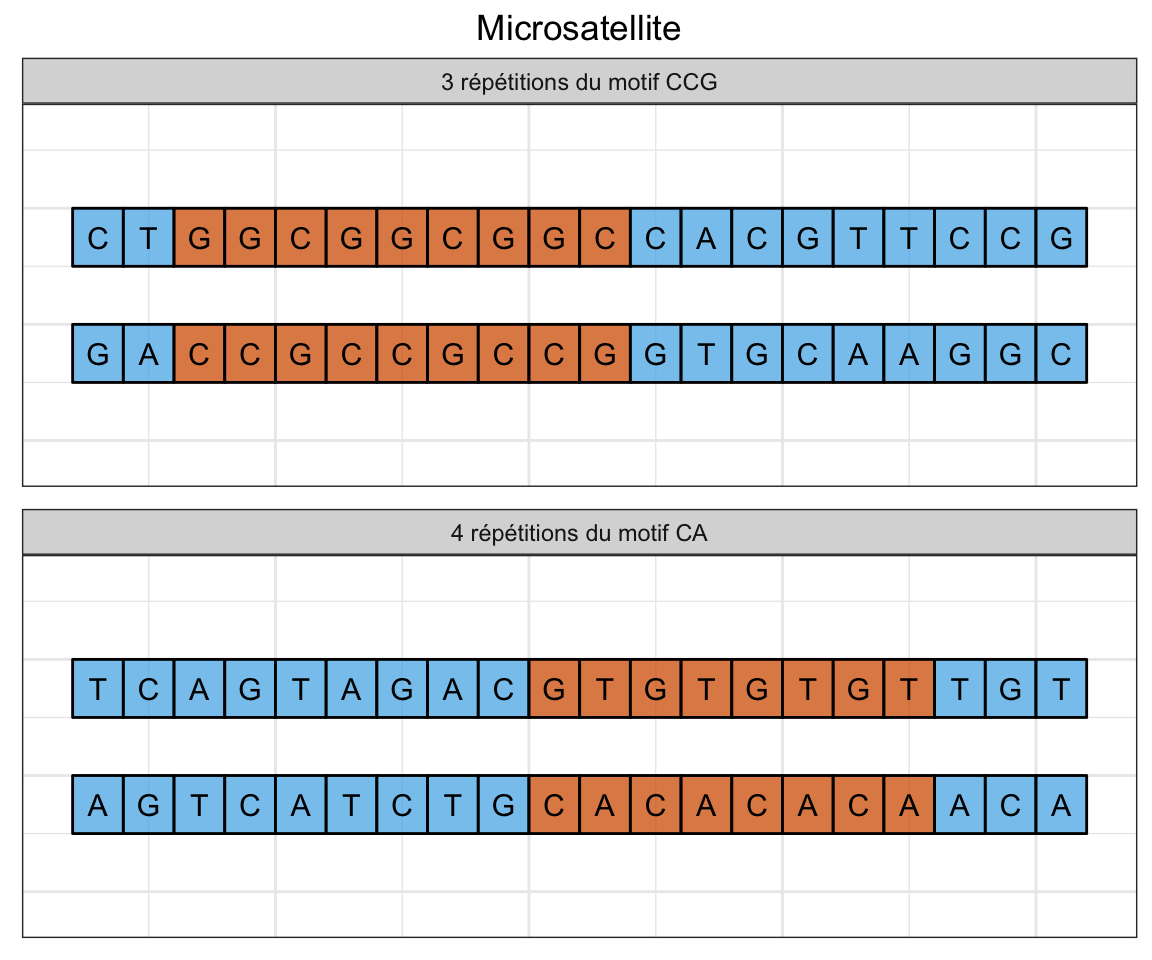 Microsatellite
3 répétitions du motif CCG
C T G G C G G C G G C C A C G T T C C G
G A C C G C C G C C G G T G C A A G G C
4 répétitions du motif CA
T C A G T A G A C G T G T G T G T T G T
A G T C A T C T G C A C A C A C A A C A